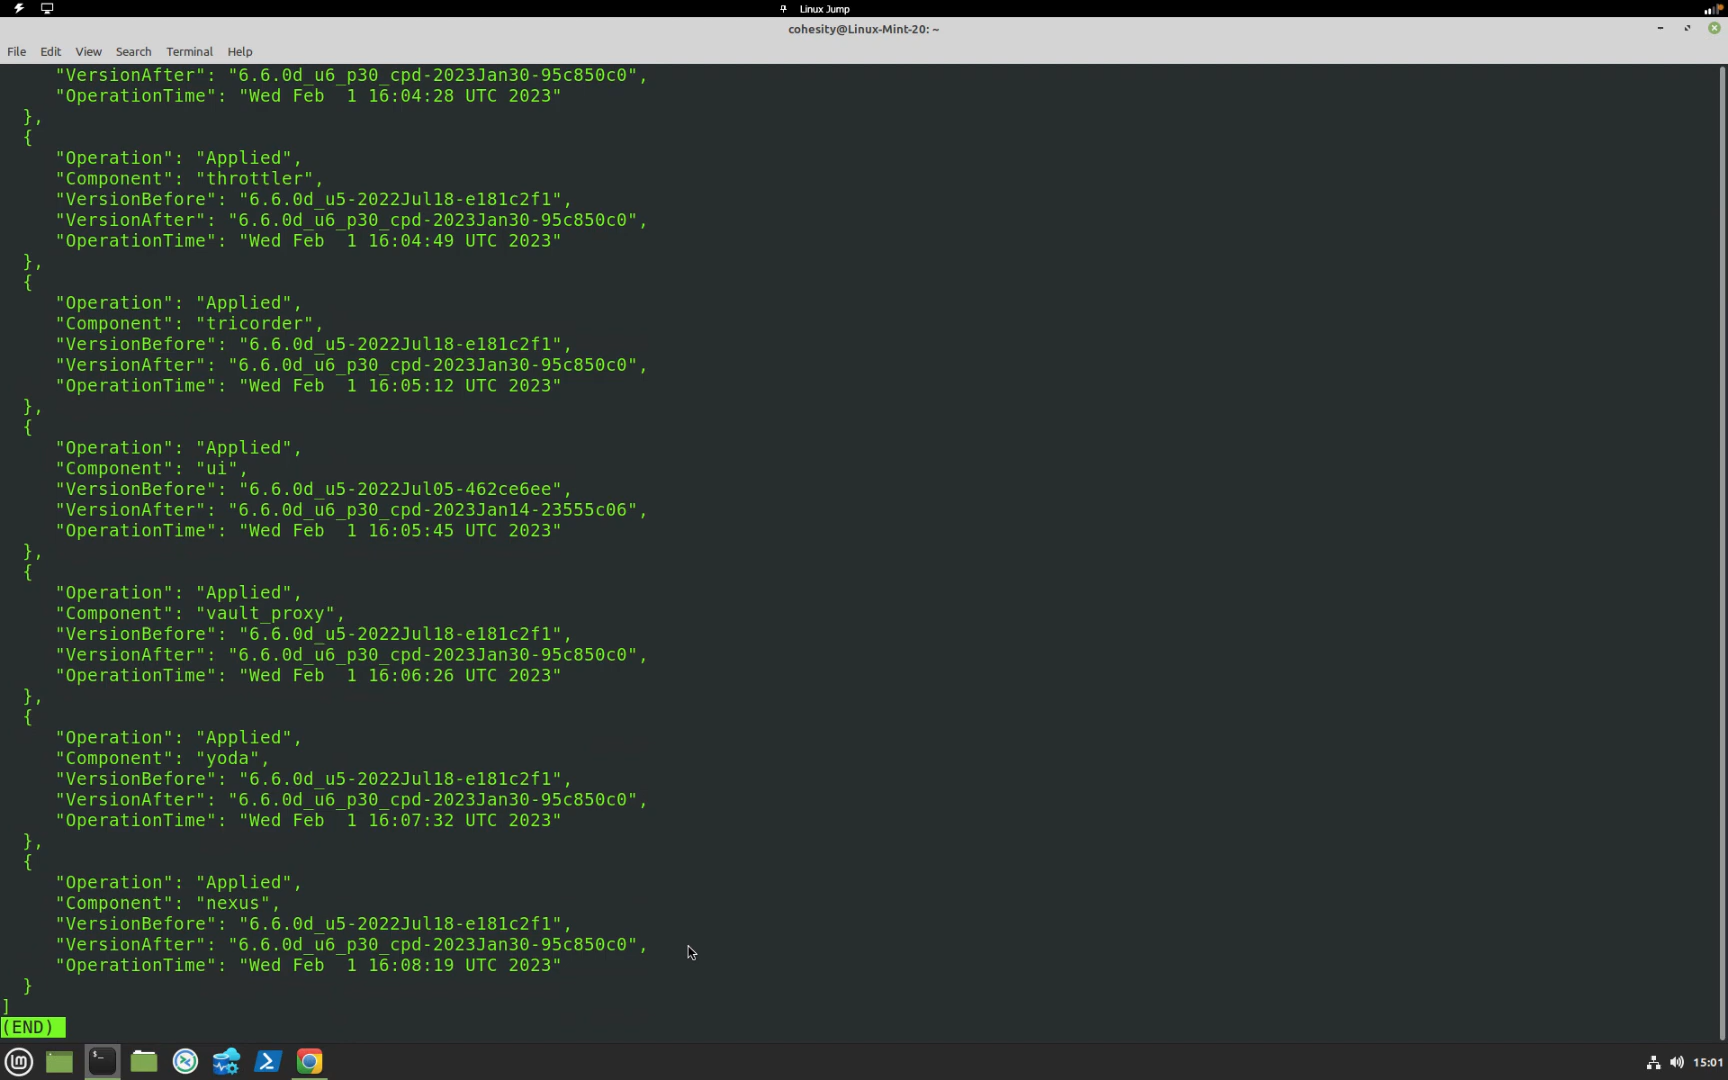 Linux Jump
cohesity@Linux-Mint-20: ~
File Edit View Search Terminal Help
"VersionAfter": "6.6.0d_u6_p30_cpd-2023Jan30-95c850c0",
"OperationTime": "Wed Feb  1 16:04:28 UTC 2023"
},
{
"Operation": "Applied",
"Component": "throttler",
"VersionBefore": "6.6.0d_u5-2022Jul18-e181c2f1",
"VersionAfter": "6.6.0d_u6_p30_cpd-2023Jan30-95c850c0",
"OperationTime": "Wed Feb  1 16:04:49 UTC 2023"
},
{
"Operation": "Applied",
"Component": "tricorder",
"VersionBefore": "6.6.0d_u5-2022Jul18-e181c2f1",
"VersionAfter": "6.6.0d_u6_p30_cpd-2023Jan30-95c850c0",
"OperationTime": "Wed Feb  1 16:05:12 UTC 2023"
},
{
"Operation": "Applied",
"Component": "ui",
"VersionBefore": "6.6.0d_u5-2022Jul05-462ce6ee",
"VersionAfter": "6.6.0d_u6_p30_cpd-2023Jan14-23555c06",
"OperationTime": "Wed Feb  1 16:05:45 UTC 2023"
},
{
"Operation": "Applied",
"Component": "vault_proxy",
"VersionBefore": "6.6.0d_u5-2022Jul18-e181c2f1",
"VersionAfter": "6.6.0d_u6_p30_cpd-2023Jan30-95c850c0",
"OperationTime": "Wed Feb  1 16:06:26 UTC 2023"
},
{
"Operation": "Applied",
"Component": "yoda",
"VersionBefore": "6.6.0d_u5-2022Jul18-e181c2f1",
"VersionAfter": "6.6.0d_u6_p30_cpd-2023Jan30-95c850c0",
"OperationTime": "Wed Feb  1 16:07:32 UTC 2023"
},
{
"Operation": "Applied",
"Component": "nexus",
"VersionBefore": "6.6.0d_u5-2022Jul18-e181c2f1",
"VersionAfter": "6.6.0d_u6_p30_cpd-2023Jan30-95c850c0",
"OperationTime": "Wed Feb  1 16:08:19 UTC 2023"
}
]
(END)
15:01